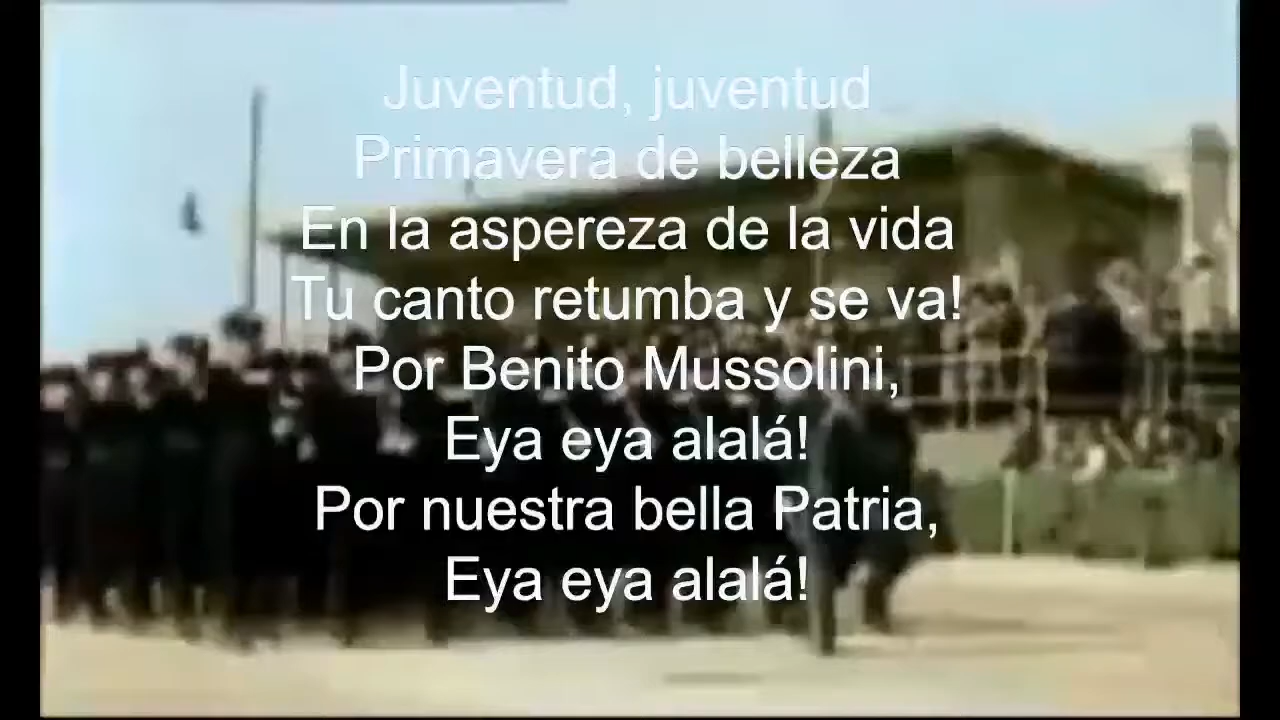 Juventud, juventud
Primavera de belleza
En la aspereza de la vida
Tu canto retumba y se va!
Por Benito Mussolini,
Eya eya alalá!
Por nuestra bella Patria,
Eya eya alalá!